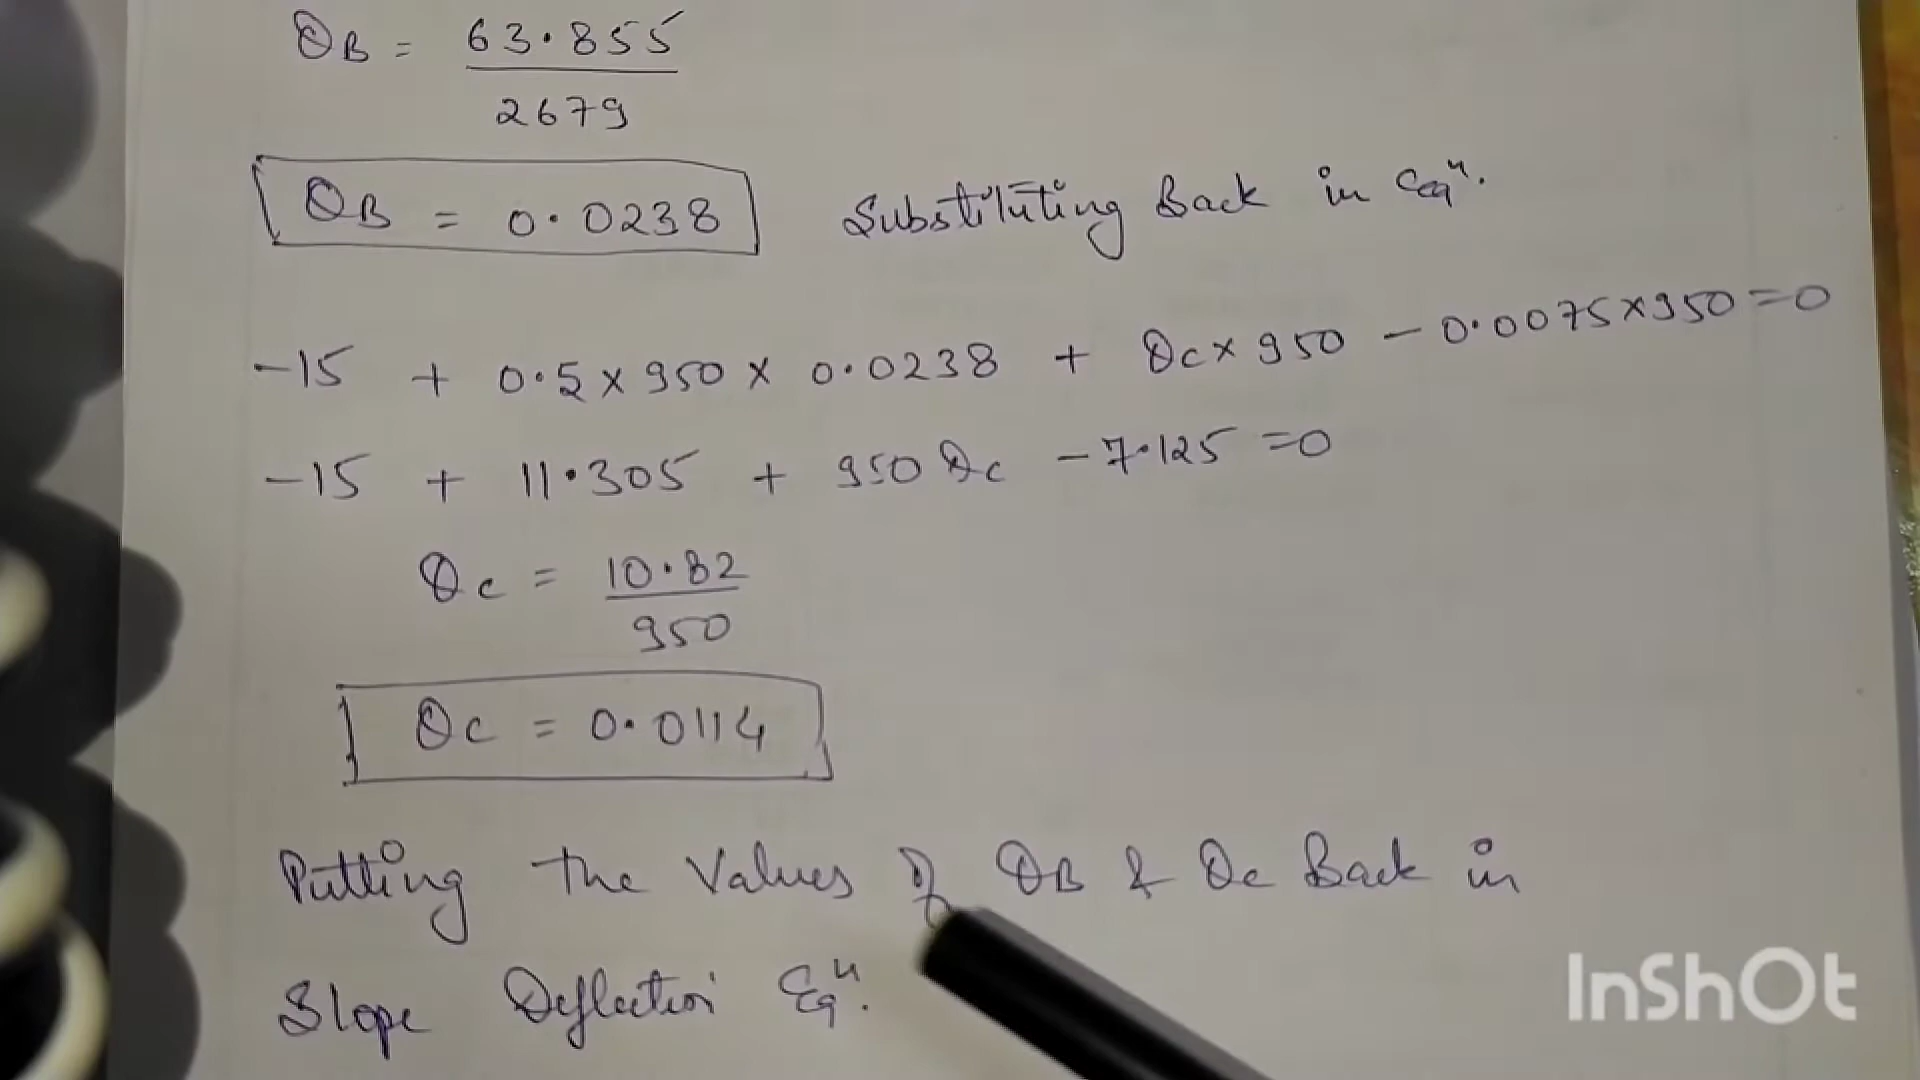 θB = 63.855
2679
θB = 0.0238 Substituting Back in Eqn.
-15 + 0.5 x 950 x 0.0238 + θc x 950 - 0.0075 x 950 = 0
-15 + 11.305 + 950 θc - 7.125 = 0
θc = 10.82
950
θc = 0.0114
Putting The Values of θB & θc Back in
Slope Deflection Eqn.
InShOt